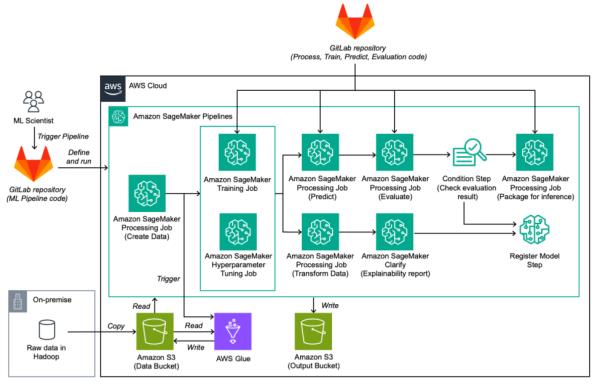 GitLab repository
(Process, Train, Predict, Evaluation code)
aws
AWS Cloud
ML Scientist
Trigger Pipeline
Define
and run
GitLab repository
(ML Pipeline code)
Amazon SageMaker Pipelines
Amazon SageMaker
Processing Job
(Create Data)
Amazon SageMaker
Training Job
Amazon SageMaker
Hyperparameter
Tuning Job
Amazon SageMaker
Processing Job
(Predict)
Amazon SageMaker
Processing Job
(Evaluate)
Condition Step
(Check evaluation
result)
Amazon SageMaker
Processing Job
(Package for inference)
Amazon SageMaker
Processing Job
(Transform Data)
Amazon SageMaker
Clarify
(Explainability report)
Register Model
Step
Trigger
Read
Write
On-premise
Raw data in
Hadoop
Copy
Read
Write
Amazon S3
(Data Bucket)
AWS Glue
Amazon S3
(Output Bucket)